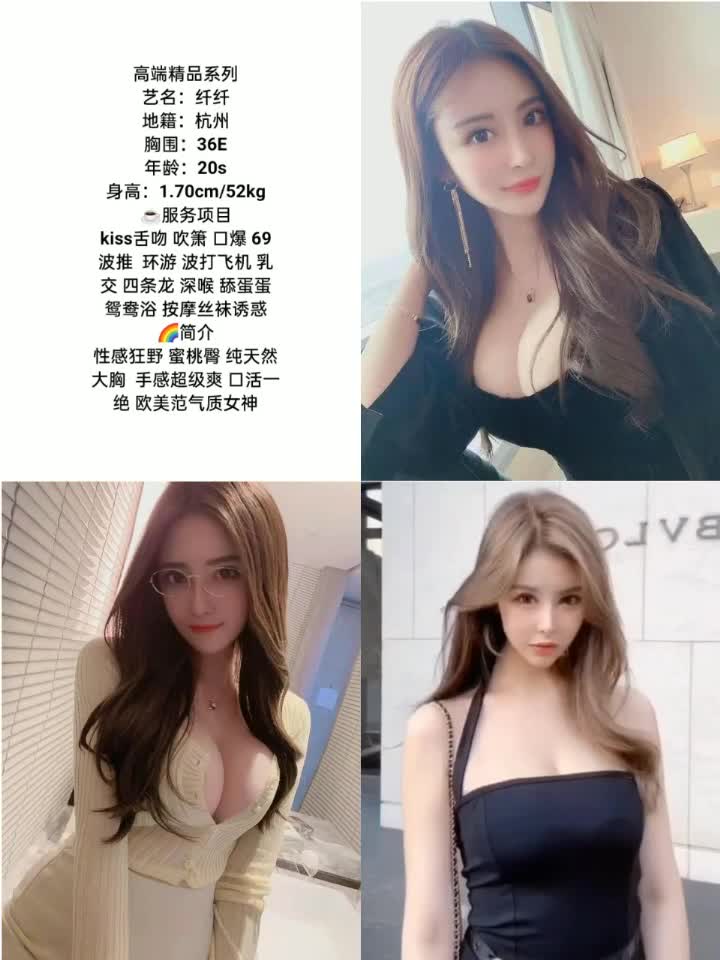 高端精品系列
艺名：纤纤
地籍：杭州
胸围：36E
年龄：20s
身高：1.70cm/52kg
☕服务项目
kiss舌吻 吹箫 口爆 69
波推 环游 波打飞机 乳
交 四条龙 深喉 舔蛋蛋
鸳鸯浴 按摩丝袜诱惑
🌈简介
性感狂野 蜜桃臀 纯天然
大胸 手感超级爽 口活一
绝 欧美范气质女神